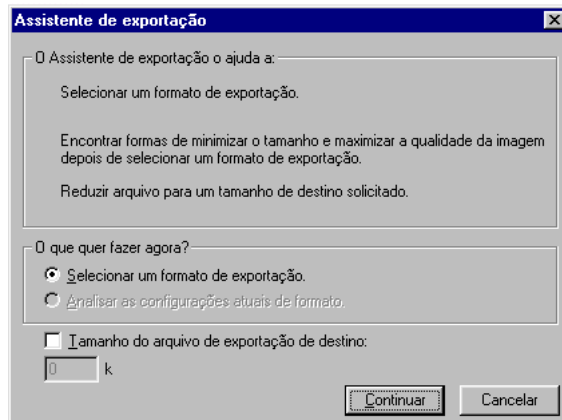 Assistente de exportação
O Assistente de exportação o ajuda a:
Selecionar um formato de exportação.
Encontrar formas de minimizar o tamanho e maximizar a qualidade da imagem
depois de selecionar um formato de exportação.
Reduzir arquivo para um tamanho de destino solicitado.
O que quer fazer agora?
Selecionar um formato de exportação.
Analisar as configurações atuais de formato.
Tamanho do arquivo de exportação de destino:
0 k
Continuar Cancelar